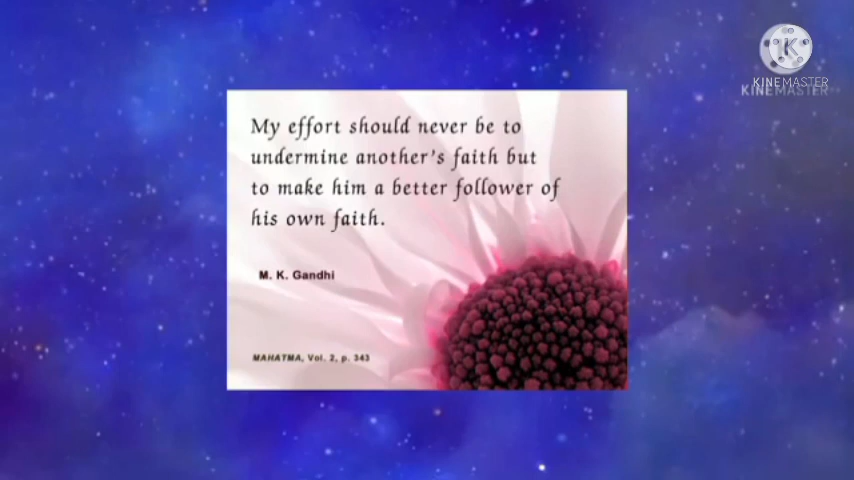 My effort should never be to
undermine another's faith but
to make him a better follower of
his own faith.
M. K. Gandhi
MAHATMA, Vol. 2, p. 343
K
KINEMASTER
KINEMASTER